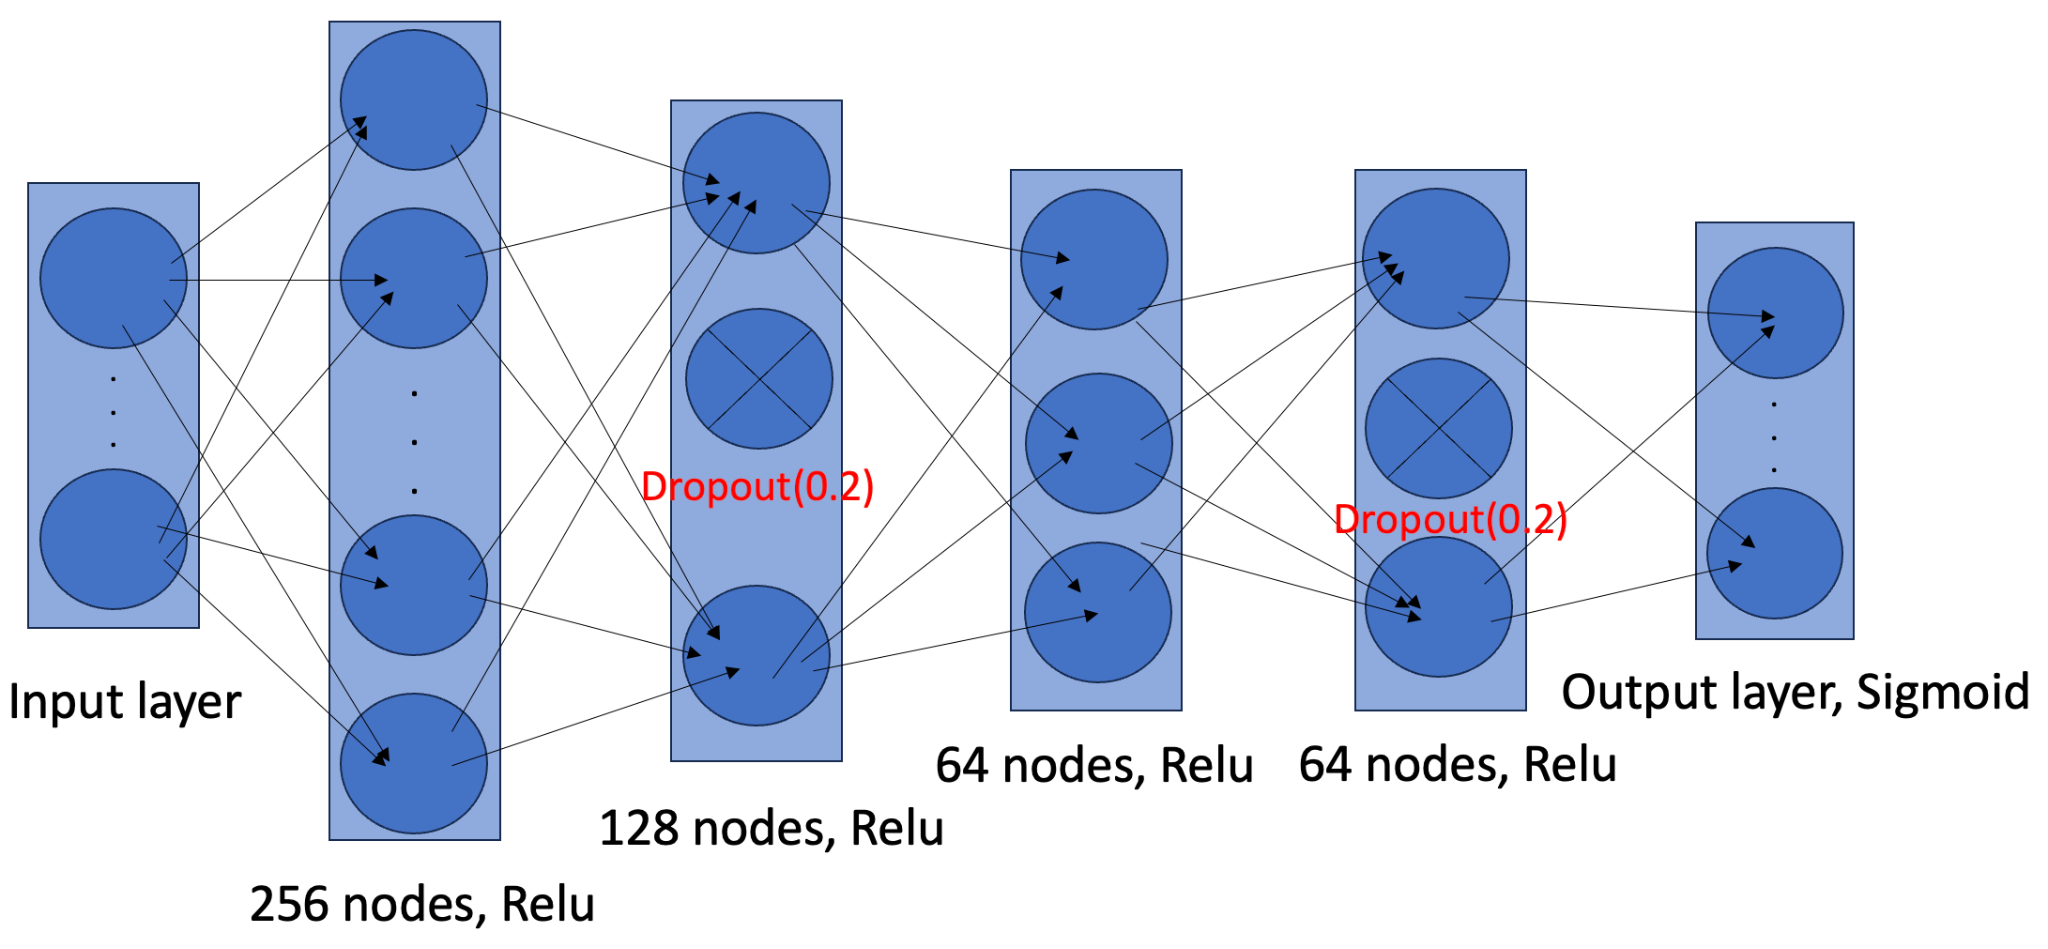 Dropout(0.2)
Dropout(0.2)
Input layer
Output layer, Sigmoid
64 nodes, Relu
64 nodes, Relu
128 nodes, Relu
256 nodes, Relu